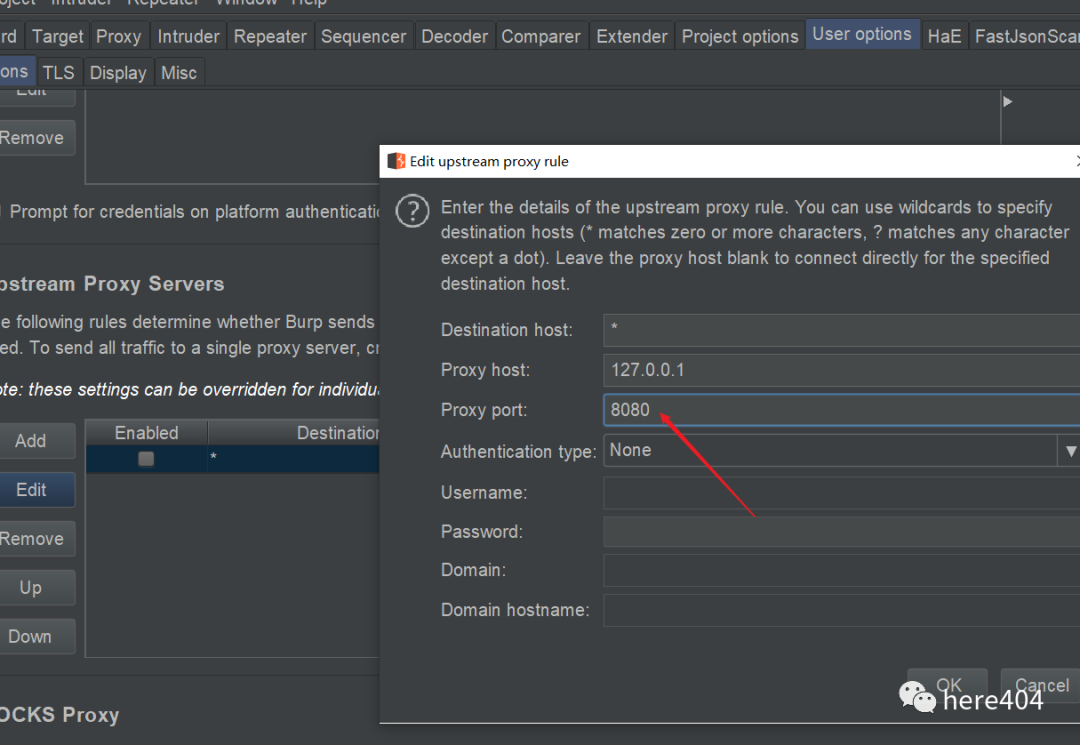 oject Intruder Repeater Window Help
rd Target Proxy Intruder Repeater Sequencer Decoder Comparer Extender Project options User options HaE FastJsonScan
ons TLS Display Misc
Edit
Remove
Prompt for credentials on platform authenticatio
pstream Proxy Servers
e following rules determine whether Burp sends
ed. To send all traffic to a single proxy server, cr
ote: these settings can be overridden for individua
Add
Edit
Remove
Up
Down
Enabled Destination
*
OCKS Proxy
Edit upstream proxy rule
Enter the details of the upstream proxy rule. You can use wildcards to specify
destination hosts (* matches zero or more characters, ? matches any character
except a dot). Leave the proxy host blank to connect directly for the specified
destination host.
Destination host: *
Proxy host: 127.0.0.1
Proxy port: 8080
Authentication type: None
Username:
Password:
Domain:
Domain hostname:
OK Cancel
here404